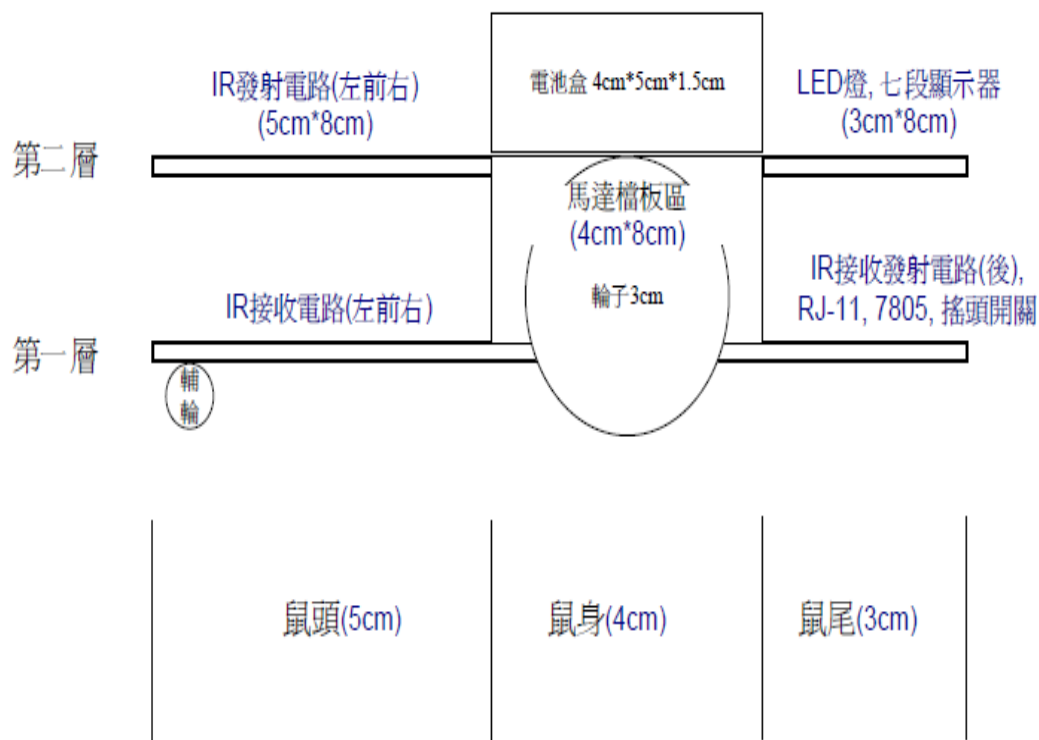 IR發射電路(左前右)
(5cm*8cm)
電池盒 4cm*5cm*1.5cm
LED燈, 七段顯示器
(3cm*8cm)
第二層
馬達檔板區
(4cm*8cm)
輪子3cm
IR接收電路(左前右)
IR接收發射電路(後),
RJ-11, 7805, 搖頭開關
第一層
輔
輪
鼠頭(5cm)
鼠身(4cm)
鼠尾(3cm)